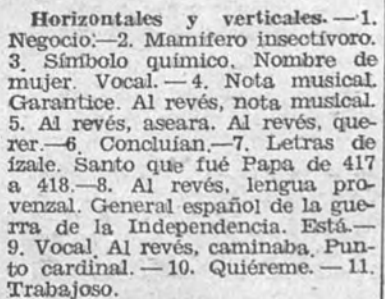 Horizontales y verticales.—1.
Negocio.—2. Mamífero insectívoro.
3. Símbolo químico. Nombre de
mujer. Vocal.—4. Nota musical.
Garantice. Al revés, nota musical.
5. Al revés, aseara. Al revés, que-
rer.—6. Concluían.—7. Letras de
ízale. Santo que fué Papa de 417
a 418.—8. Al revés, lengua pro-
venzal. General español de la gue-
rra de la Independencia. Está.—
9. Vocal. Al revés, caminaba. Pun-
to cardinal.—10. Quiéreme.—11.
Trabajoso.